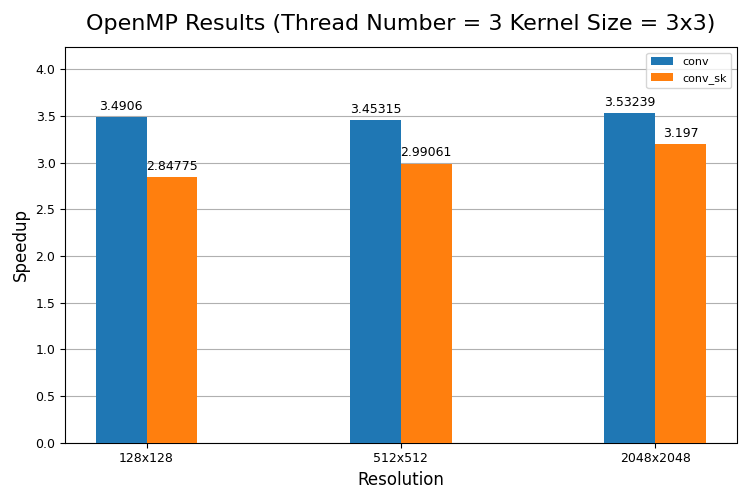 OpenMP Results (Thread Number = 3 Kernel Size = 3x3)
conv
conv_sk
4.0
3.5
3.0
2.5
2.0
1.5
1.0
0.5
0.0
Speedup
3.4906
2.84775
3.45315
2.99061
3.53239
3.197
128x128
512x512
2048x2048
Resolution